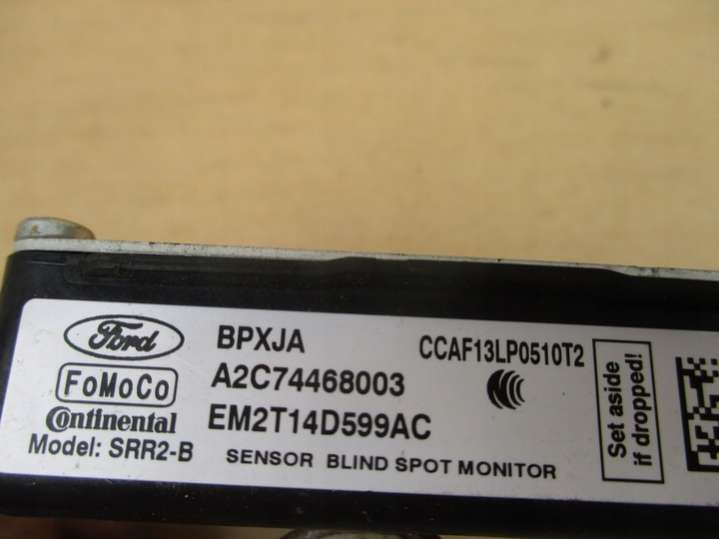 Ford
BPXJA
CCAF13LP0510T2
FoMoCo
A2C74468003
Continental
EM2T14D599AC
Model: SRR2-B
SENSOR BLIND SPOT MONITOR
Set aside
if dropped!